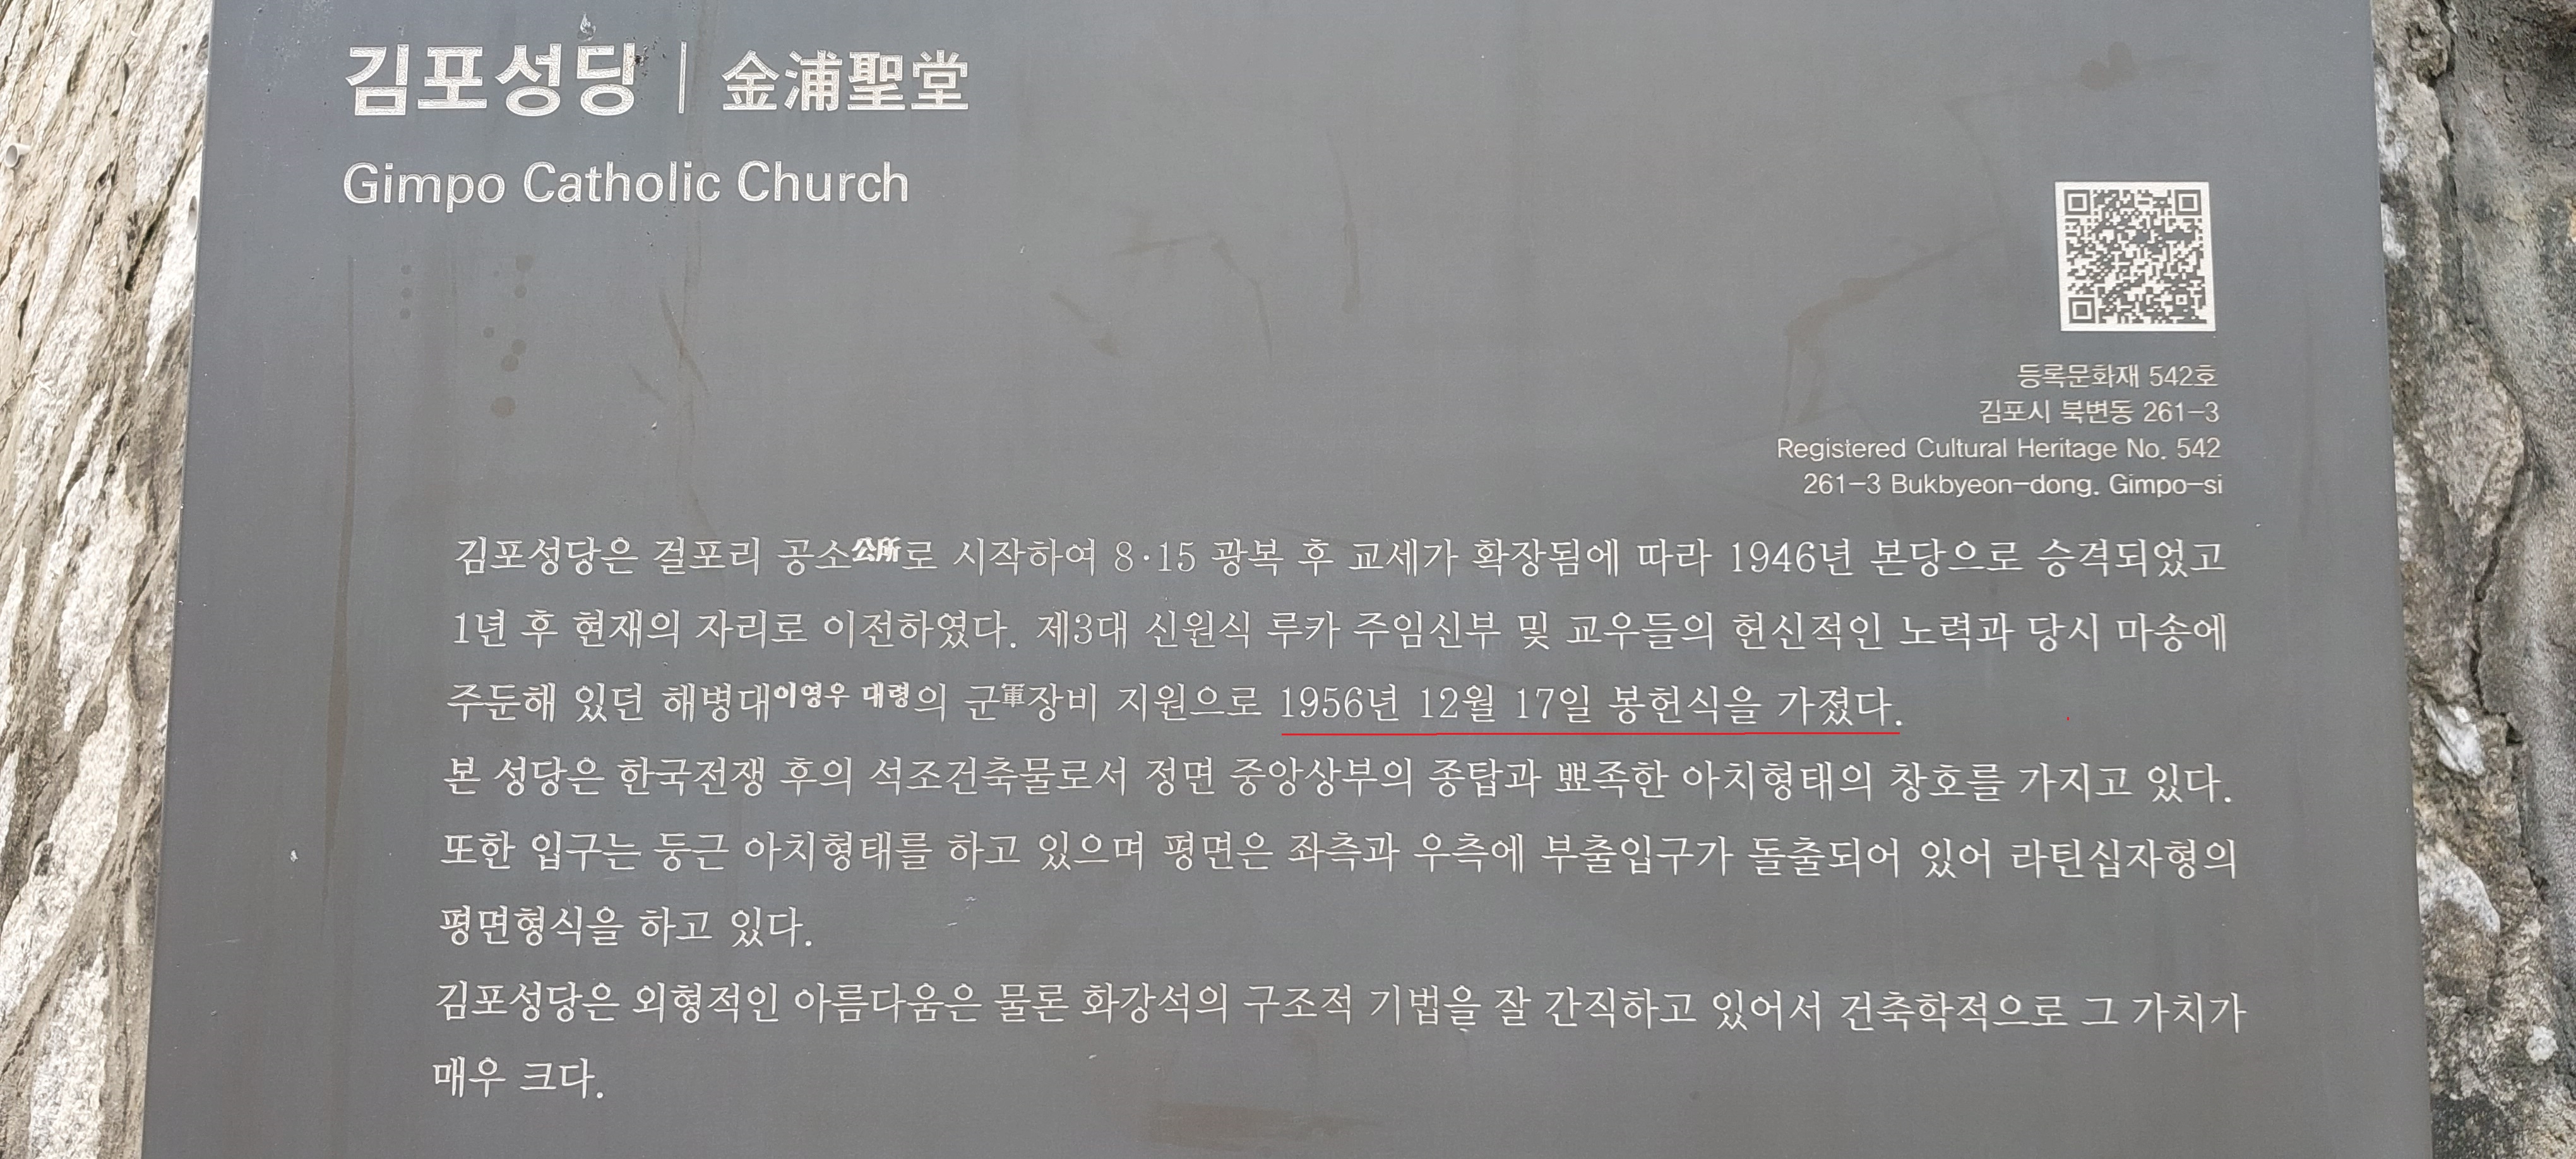 김포성당 | 金浦聖堂
Gimpo Catholic Church
등록문화재 542호
김포시 북변동 261-3
Registered Cultural Heritage No. 542
261-3 Bukbyeon-dong, Gimpo-si
김포성당은 걸포리 공소公所로 시작하여 8·15 광복 후 교세가 확장됨에 따라 1946년 본당으로 승격되었고
1년 후 현재의 자리로 이전하였다. 제3대 신원식 루카 주임신부 및 교우들의 헌신적인 노력과 당시 마송에
주둔해 있던 해병대이영우 대령의 군軍장비 지원으로 1956년 12월 17일 봉헌식을 가졌다.
본 성당은 한국전쟁 후의 석조건축물로서 정면 중앙상부의 종탑과 뾰족한 아치형태의 창호를 가지고 있다.
또한 입구는 둥근 아치형태를 하고 있으며 평면은 좌측과 우측에 부출입구가 돌출되어 있어 라틴십자형의
평면형식을 하고 있다.
김포성당은 외형적인 아름다움은 물론 화강석의 구조적 기법을 잘 간직하고 있어서 건축학적으로 그 가치가
매우 크다.